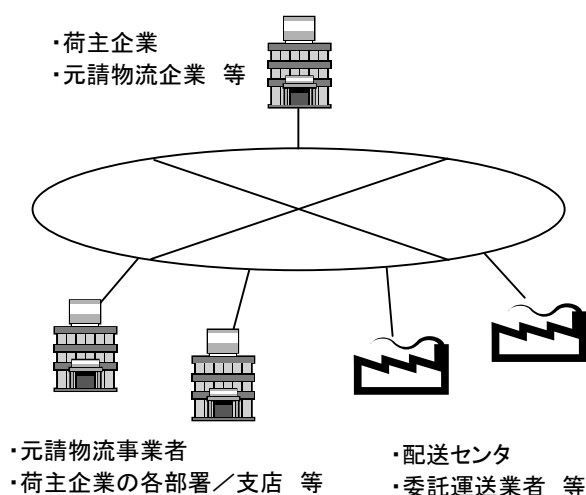 ・荷主企業
・元請物流企業　等
・元請物流事業者
・荷主企業の各部署／支店　等
・配送センタ
・委託運送業者　等